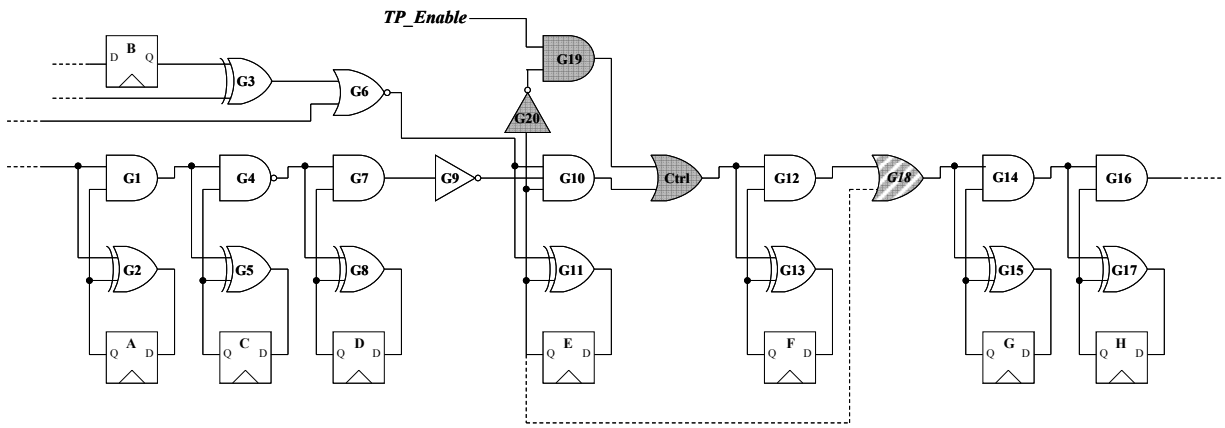 TP_Enable
B
D Q
G3
G6
G19
G20
G1
G4
G7
G9
G10
Ctrl
G12
G18
G14
G16
G2
G5
G8
G11
G13
G15
G17
A
Q D
C
Q D
D
Q D
E
Q D
F
Q D
G
Q D
H
Q D